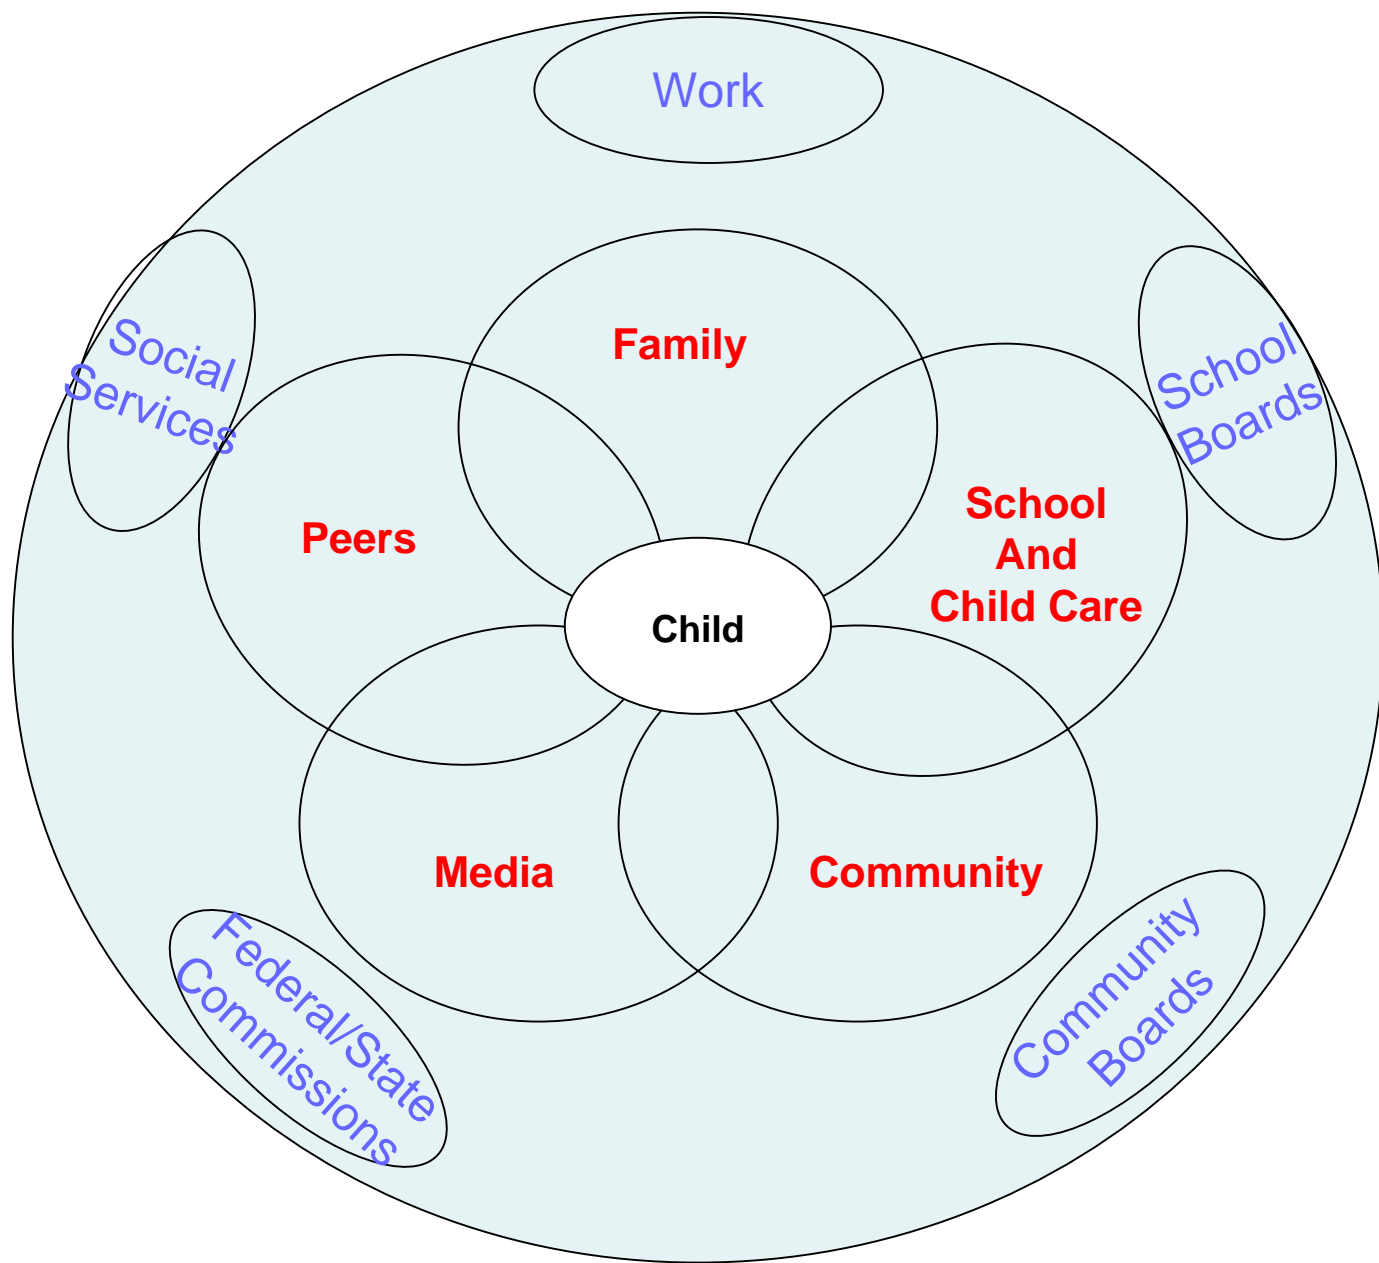 Work
Social
Services
School
Boards
Family
Peers
School
And
Child Care
Child
Media
Community
Federal/State
Commissions
Community
Boards